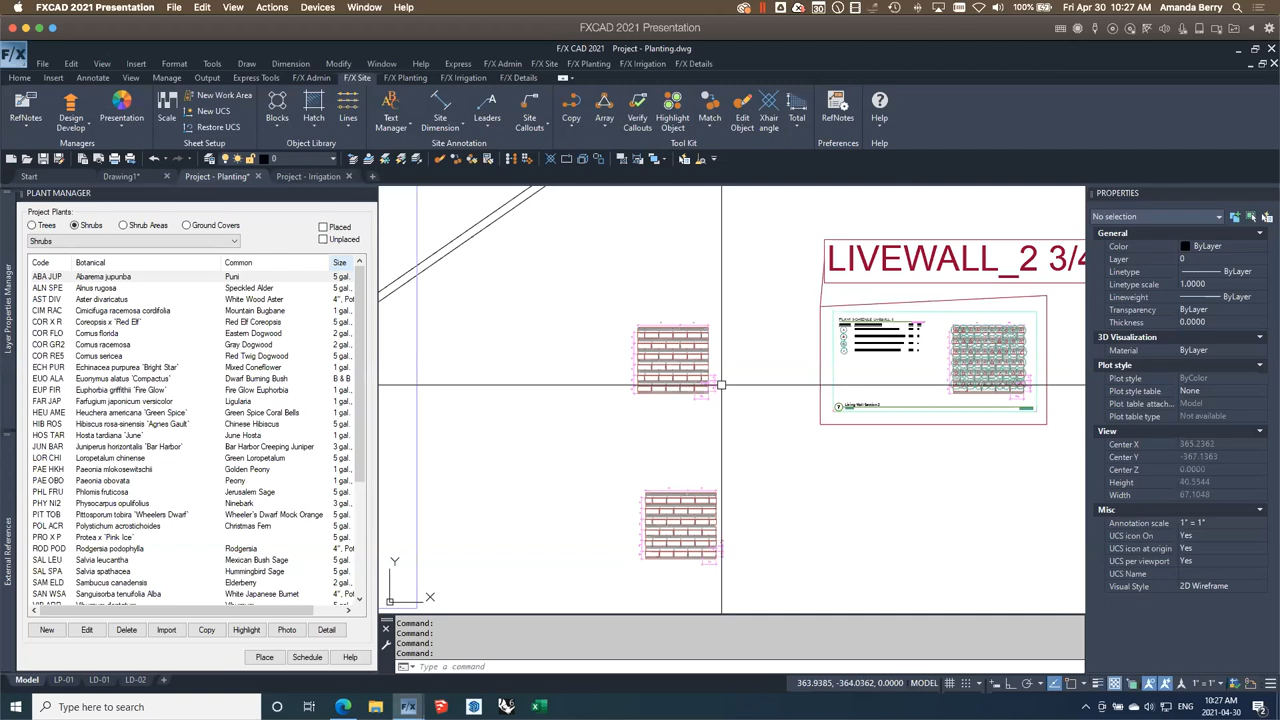 FXCAD 2021 Presentation File Edit View Actions Devices Window Help 30 100% Fri Apr 30 10:27 AM Amanda Berry
FXCAD 2021 Presentation
F/X CAD 2021 Project - Planting.dwg
F/X
File Edit View Insert Format Tools Draw Dimension Modify Window Help Express F/X Admin F/X Site F/X Planting F/X Irrigation F/X Details
Home Insert Annotate View Manage Output Express Tools F/X Admin F/X Site F/X Planting F/X Irrigation F/X Details
RefNotes Design Develop Presentation Scale New Work Area New UCS Restore UCS Blocks Hatch Lines Text Manager Site Dimension Leaders Site Callouts Copy Array Verify Callouts Highlight Object Match Edit Object Xhair angle Total RefNotes Help
Managers Sheet Setup Object Library Site Annotation Tool Kit Preferences Help
0
Start Drawing1* Project - Planting* Project - Irrigation
PLANT MANAGER
Project Plants:
Trees Shrubs Shrub Areas Ground Covers Placed
Unplaced
Shrubs
Code Botanical Common Size
ABA JUP Abarema jupunba Puni 5 gal.
ALN SPE Alnus rugosa Speckled Alder 5 gal.
AST DIV Aster divaricatus White Wood Aster 4", Pot
CIM RAC Cimicifuga racemosa cordifolia Mountain Bugbane 1 gal.,
COR X R Coreopsis x `Red Elf` Red Elf Coreopsis 5 gal.
COR FLO Cornus florida Eastern Dogwood 5 gal.
COR GR2 Cornus racemosa Gray Dogwood 2 gal.
COR RE5 Cornus sericea Red Twig Dogwood 5 gal.
ECH PUR Echinacea purpurea `Bright Star` Mixed Coneflower 1 gal.
EUO ALA Euonymus alatus `Compactus` Dwarf Burning Bush B & B
EUP FIR Euphorbia griffithii `Fire Glow` Fire Glow Euphorbia 5 gal.
FAR JAP Farfugium japonicum versicolor Ligularia 1 gal.
HEU AME Heuchera americana `Green Spice` Green Spice Coral Bells 1 gal.
HIB HIB Hibiscus rosa-sinensis `Agnes Gault` Chinese Hibiscus 5 gal.
HOS TAR Hosta tardiana `June` June Hosta 1 gal.
JUN BAR Juniperus horizontalis `Bar Harbor` Bar Harbor Creeping Juniper 5 gal.
LOR CHI Loropetalum chinense Green Loropetalum 5 gal.
PAE HKH Paeonia mlokosewitschii Golden Peony 1 gal.
PAE OBO Paeonia obovata Peony 1 gal.
PHL FRU Phlomis fruticosa Jerusalem Sage 5 gal.
PHY NI2 Physocarpus opulifolius Ninebark 3 gal.
PIT TOB Pittosporum tobira `Wheelers Dwarf` Wheeler's Dwarf Mock Orange 2 gal.
POL ACR Polystichum acrostichoides Christmas Fern 5 gal.
PRO X P Protea x `Pink Ice` 5 gal.
ROD POD Rodgersia podophylla Rodgersia 4", Pot
SAL LEU Salvia leucantha Mexican Bush Sage 5 gal.
SAL SPA Salvia spathacea Hummingbird Sage 5 gal.
SAM ELD Sambucus canadensis Elderberry 2 gal.
SAN WSA Sanguisorba tenuifolia `Alba` White Japanese Burnet 4", Pot
New Edit Delete Import Copy Highlight Photo Detail
Place Schedule Help
Layer Properties Manager
External References
LIVEWALL_2 3/4
PLANT SCHEDULE LIVEWALL 2
7 Living Wall Section 2
Y
X
Command:
Command:
Command:
Command:
Type a command
PROPERTIES
No selection
General
Color ByLayer
Layer 0
Linetype ByLayer
Linetype scale 1.0000
Lineweight ByLayer
Transparency ByLayer
Thickness 0.0000
3D Visualization
Material ByLayer
Plot style
Plot style ByColor
Plot style table None
Plot table attach... Model
Plot table type Not available
View
Center X 365.2362
Center Y -367.1363
Center Z 0.0000
Height 40.5544
Width 67.1048
Misc
Annotation scale 1" = 1"
UCS icon On Yes
UCS icon at origin Yes
UCS per viewport Yes
UCS Name
Visual Style 2D Wireframe
Model LP-01 LD-01 LD-02 363.9385, -364.0362, 0.0000 MODEL 1" = 1"
Type here to search 10:27 AM
2021-04-30 2